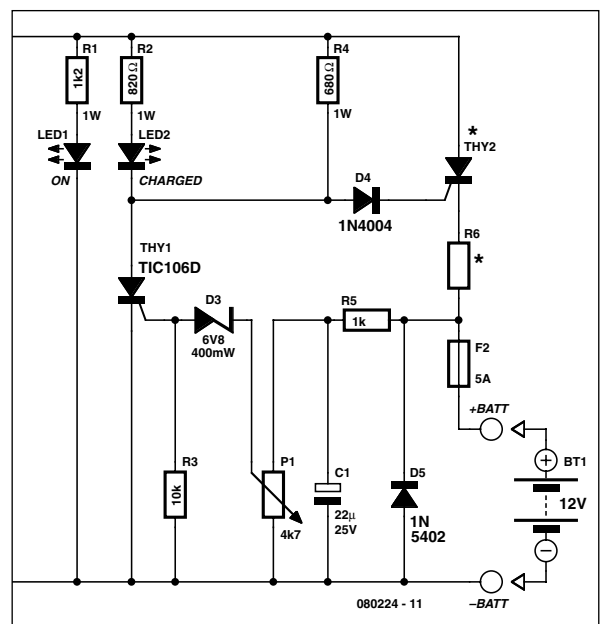 R1
1k2
1W
LED1
ON
R2
820Ω
1W
LED2
CHARGED
R4
680Ω
1W
*
THY2
D4
1N4004
R6
*
THY1
TIC106D
D3
6V8
400mW
R5
1k
F2
5A
+BATT
R3
10k
P1
4k7
C1
22µ
25V
D5
1N
5402
+
BT1
12V
−
080224 - 11
–BATT